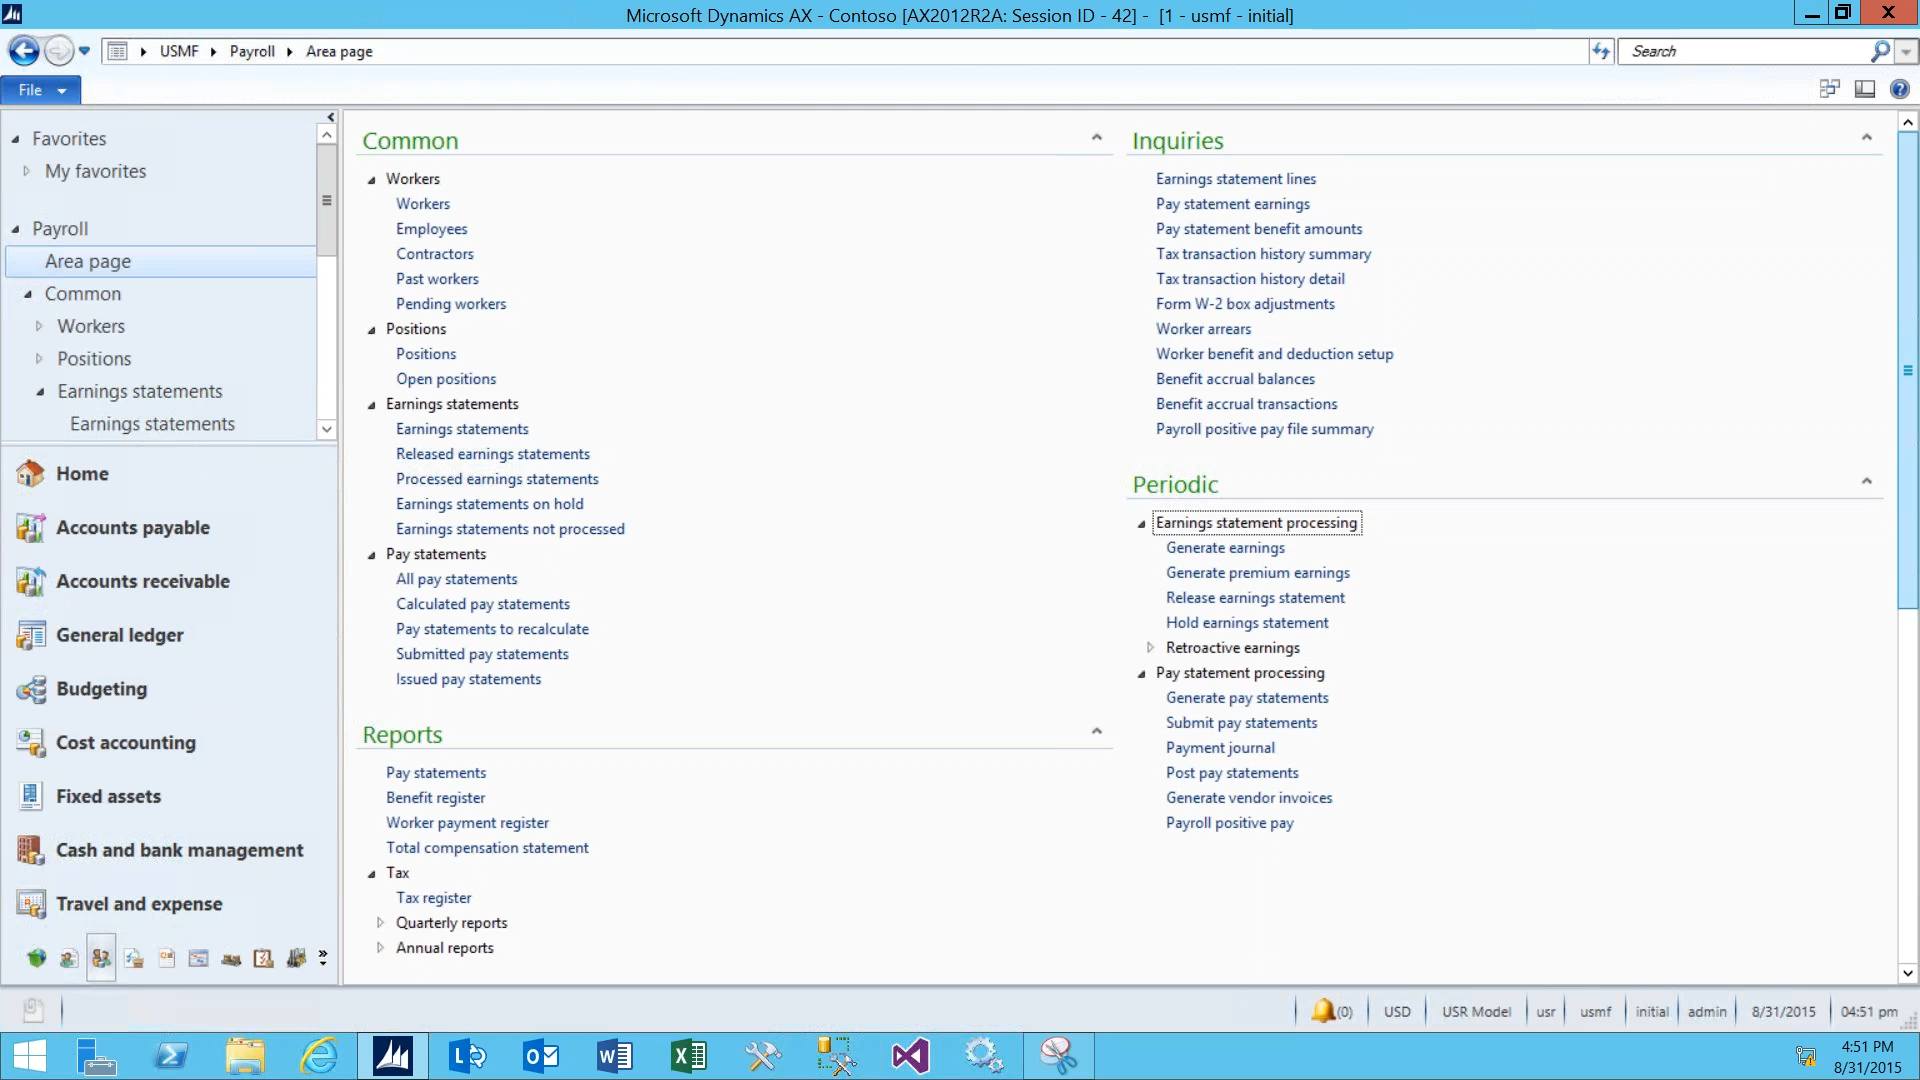 Microsoft Dynamics AX - Contoso [AX2012R2A: Session ID - 42] - [1 - usmf - initial]
USMF
Payroll
Area page
Search
File
Favorites
My favorites
Payroll
Area page
Common
Workers
Positions
Earnings statements
Earnings statements
Home
Accounts payable
Accounts receivable
General ledger
Budgeting
Cost accounting
Fixed assets
Cash and bank management
Travel and expense
Common
Workers
Workers
Employees
Contractors
Past workers
Pending workers
Positions
Positions
Open positions
Earnings statements
Earnings statements
Released earnings statements
Processed earnings statements
Earnings statements on hold
Earnings statements not processed
Pay statements
All pay statements
Calculated pay statements
Pay statements to recalculate
Submitted pay statements
Issued pay statements
Reports
Pay statements
Benefit register
Worker payment register
Total compensation statement
Tax
Tax register
Quarterly reports
Annual reports
Inquiries
Earnings statement lines
Pay statement earnings
Pay statement benefit amounts
Tax transaction history summary
Tax transaction history detail
Form W-2 box adjustments
Worker arrears
Worker benefit and deduction setup
Benefit accrual balances
Benefit accrual transactions
Payroll positive pay file summary
Periodic
Earnings statement processing
Generate earnings
Generate premium earnings
Release earnings statement
Hold earnings statement
Retroactive earnings
Pay statement processing
Generate pay statements
Submit pay statements
Payment journal
Post pay statements
Generate vendor invoices
Payroll positive pay
(0)
USD
USR Model
usr
usmf
initial
admin
8/31/2015
04:51 pm
4:51 PM
8/31/2015